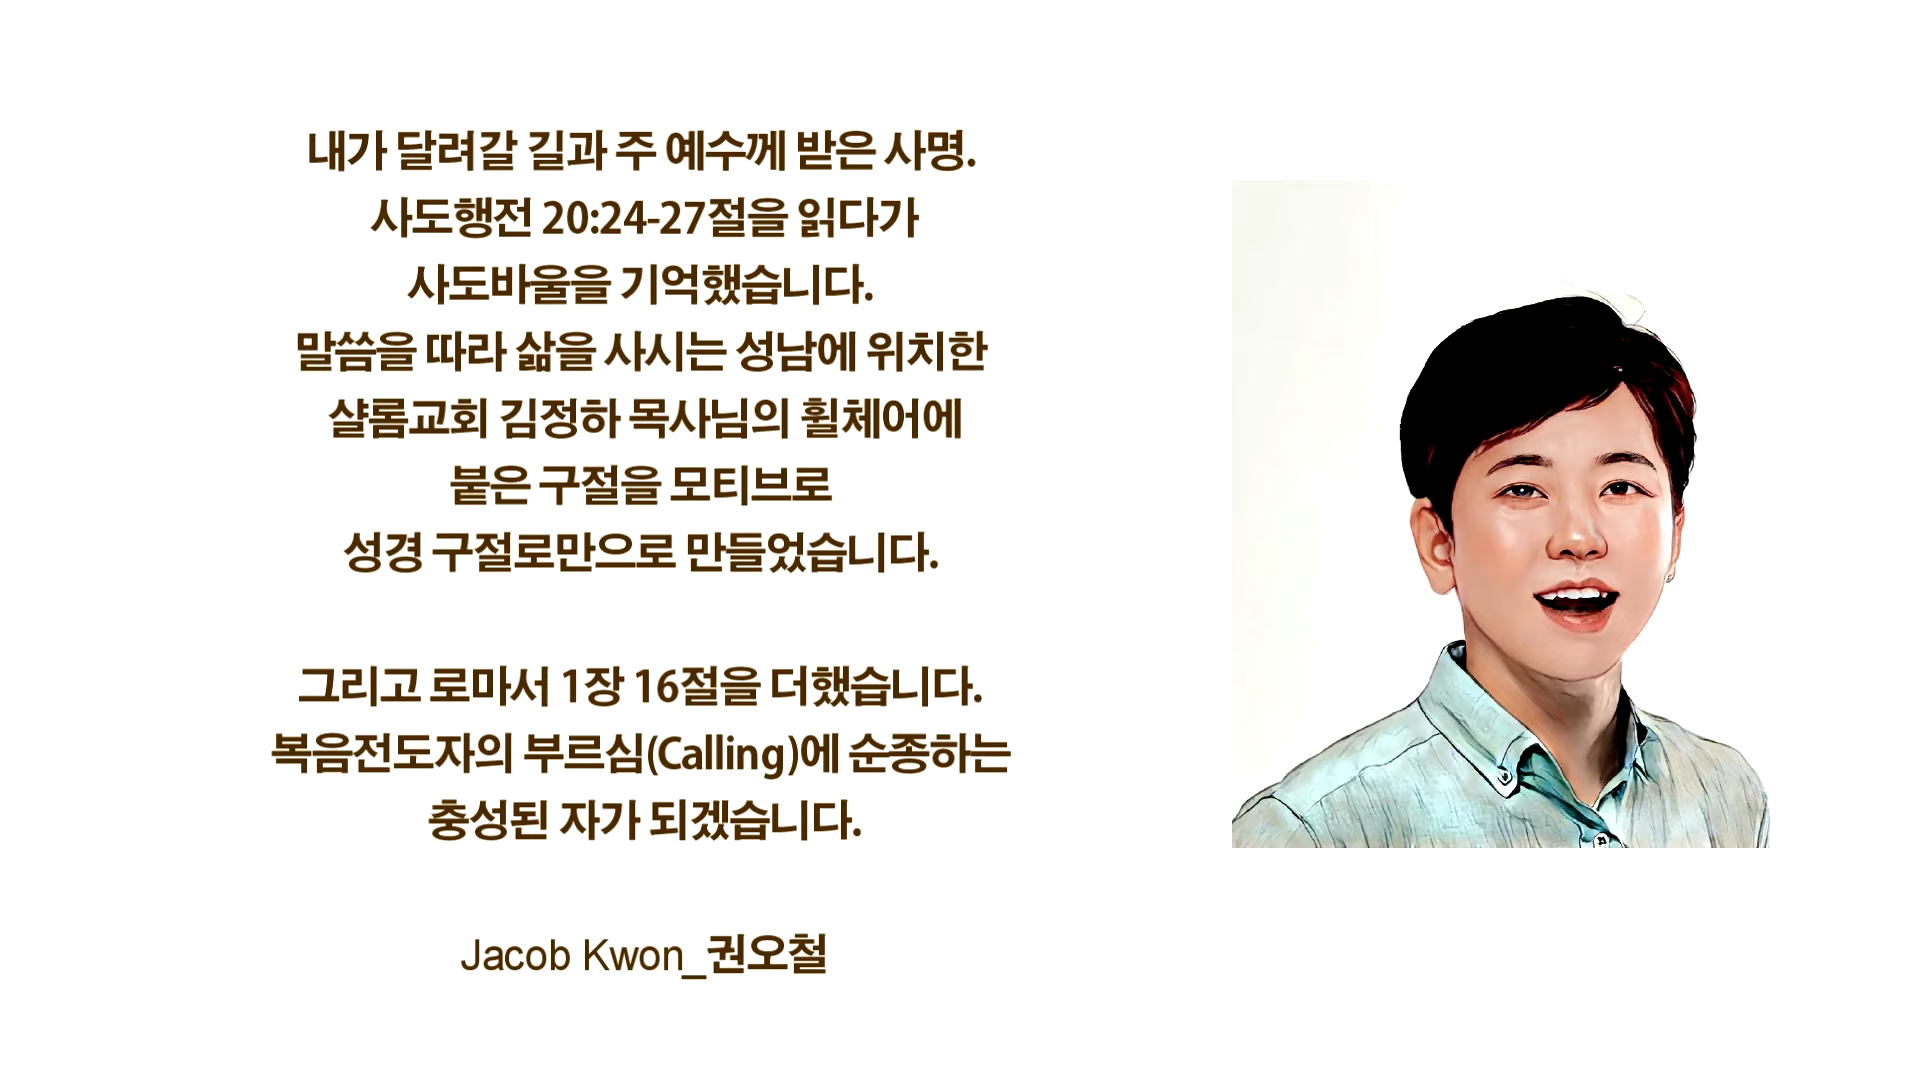 내가 달려갈 길과 주 예수께 받은 사명.
사도행전 20:24-27절을 읽다가
사도바울을 기억했습니다.
말씀을 따라 삶을 사시는 성남에 위치한
샬롬교회 김정하 목사님의 휠체어에
붙은 구절을 모티브로
성경 구절로만으로 만들었습니다.
그리고 로마서 1장 16절을 더했습니다.
복음전도자의 부르심(Calling)에 순종하는
충성된 자가 되겠습니다.
Jacob Kwon_권오철